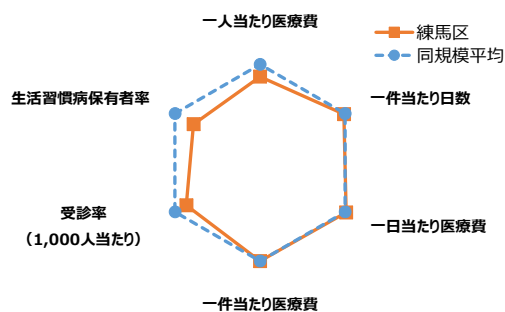 一人当たり医療費
練馬区
同規模平均
生活習慣病保有者率
一件当たり日数
受診率
（1,000人当たり）
一日当たり医療費
一件当たり医療費